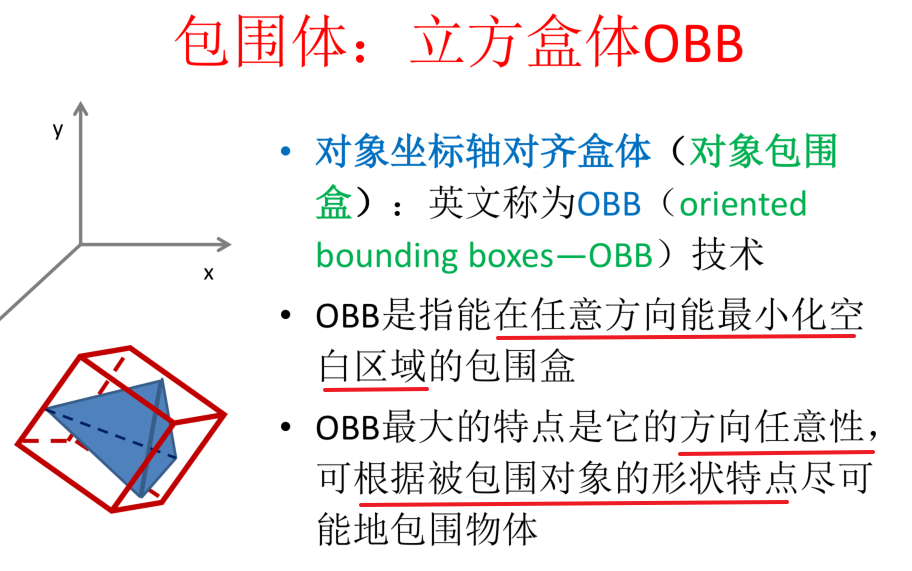 包围体：立方盒体OBB
y
x
• 对象坐标轴对齐盒体（对象包围
盒）：英文称为OBB（oriented
bounding boxes—OBB）技术
• OBB是指能在任意方向能最小化空
白区域的包围盒
• OBB最大的特点是它的方向任意性，
可根据被包围对象的形状特点尽可
能地包围物体